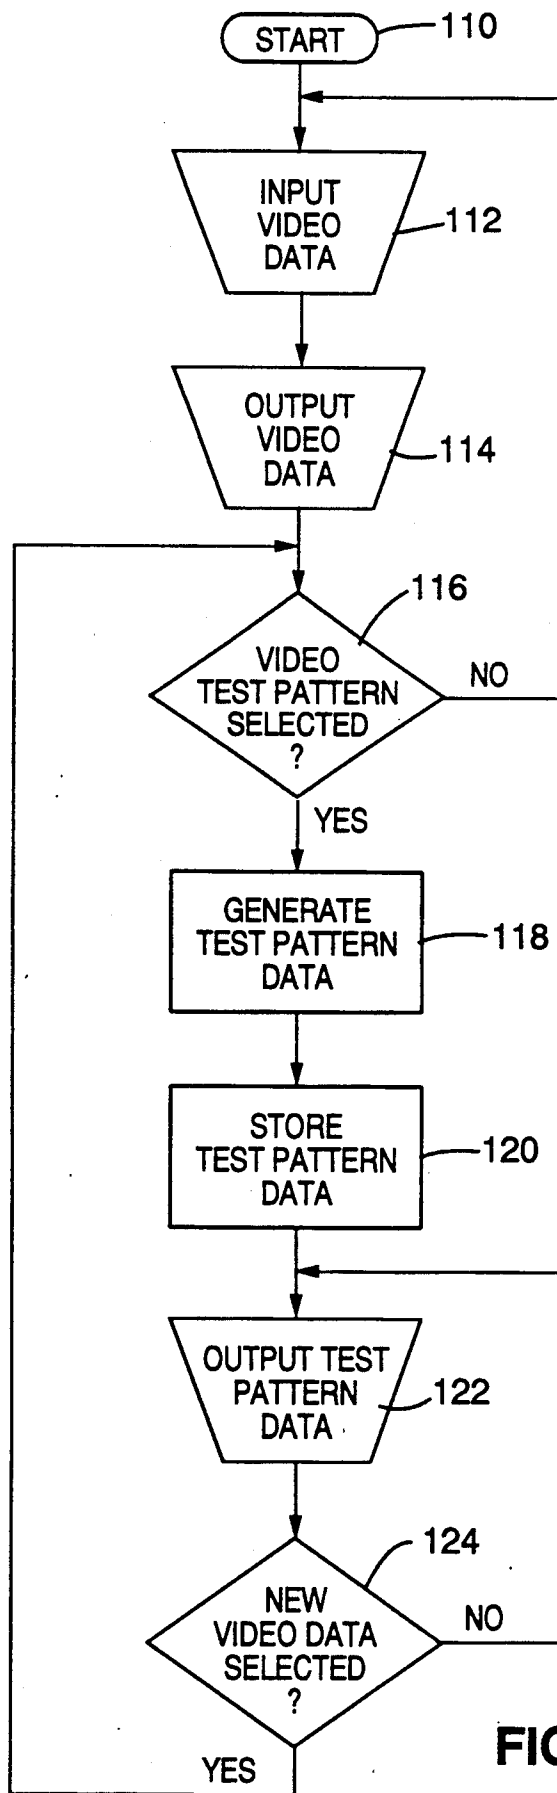 START
110
INPUT
VIDEO
DATA
112
OUTPUT
VIDEO
DATA
114
116
VIDEO
TEST PATTERN
SELECTED
?
NO
YES
GENERATE
TEST PATTERN
DATA
118
STORE
TEST PATTERN
DATA
120
OUTPUT TEST
PATTERN
DATA
122
124
NEW
VIDEO DATA
SELECTED
?
NO
YES
FIG